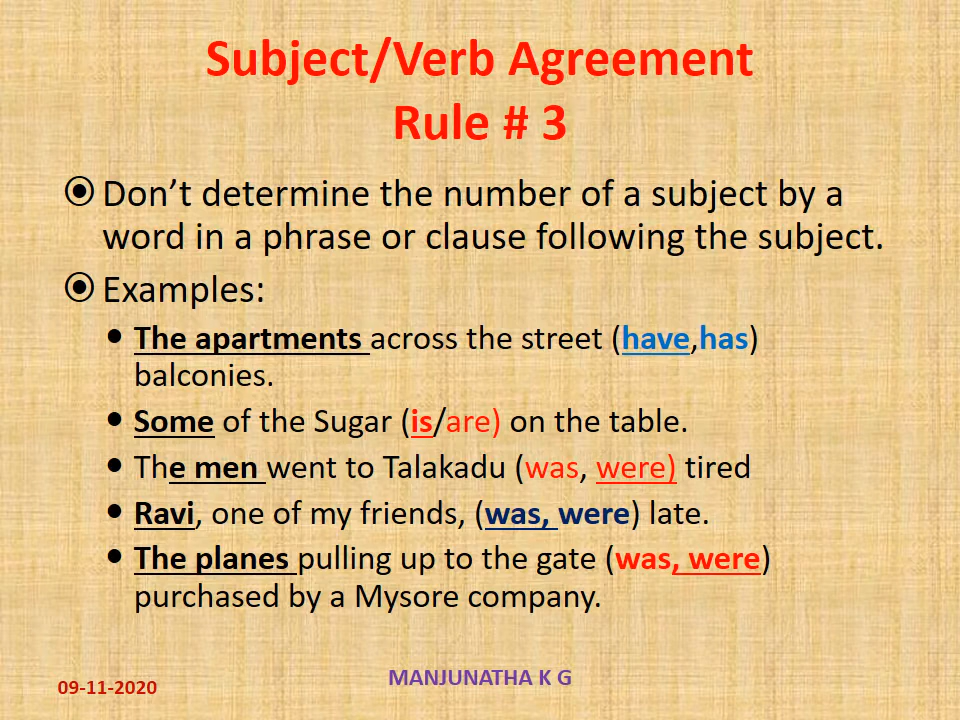 Subject/Verb Agreement
Rule # 3
Don’t determine the number of a subject by a
word in a phrase or clause following the subject.
Examples:
The apartments across the street (have,has)
balconies.
Some of the Sugar (is/are) on the table.
The men went to Talakadu (was, were) tired
Ravi, one of my friends, (was, were) late.
The planes pulling up to the gate (was, were)
purchased by a Mysore company.
09-11-2020
MANJUNATHA K G